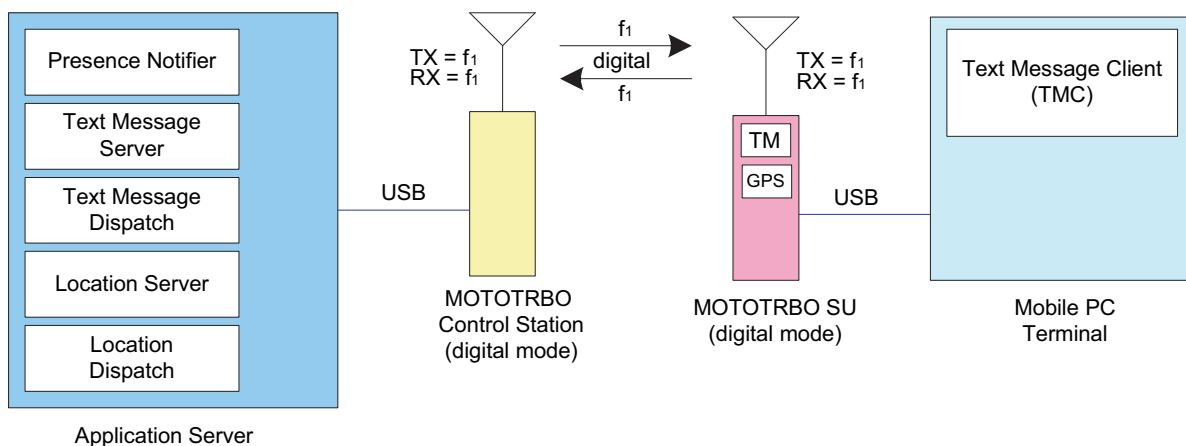 Presence Notifier
Text Message
Server
Text Message
Dispatch
Location Server
Location
Dispatch
Application Server
USB
TX = f₁
RX = f₁
MOTOTRBO
Control Station
(digital mode)
f₁
digital
f₁
TX = f₁
RX = f₁
TM
GPS
MOTOTRBO SU
(digital mode)
USB
Text Message Client
(TMC)
Mobile PC
Terminal